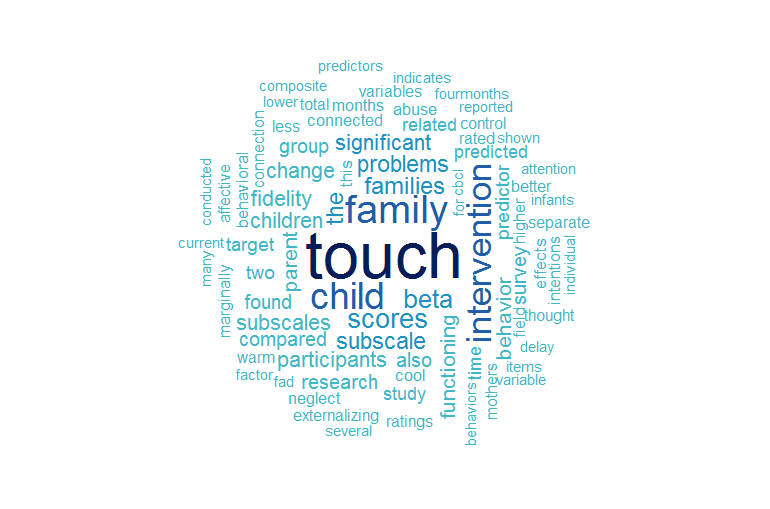 predictors
indicates
composite
variables
fourmonths
lower
total
months
abuse
reported
less
connected
related
control
connection
group
significant
rated
shown
behavioral
change
this
problems
predicted
attention
conducted
affective
fidelity
families
for
cbcl
better
children
the
family
intervention
predictor
higher
infants
separate
current
target
parent
touch
many
two
effects
intentions
individual
marginally
found
child
beta
behavior
survey
field
thought
subscales
scores
compared
subscale
functioning
time
delay
warm
participants
also
items
factor
fad
research
cool
mothers
variable
neglect
study
behaviors
externalizing
ratings
several